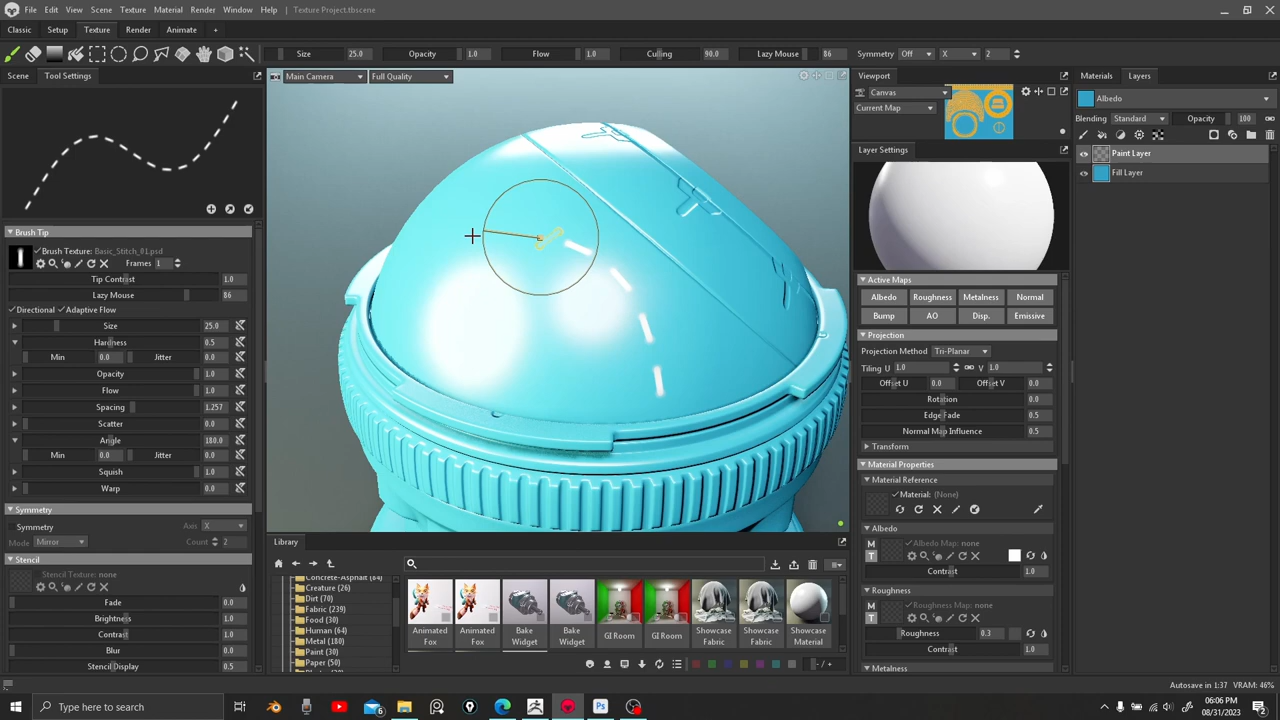 File Edit View Scene Texture Material Render Window Help Texture Project.tbscene
Classic Setup Texture Render Animate +
Size 25.0 Opacity 1.0 Flow 1.0 Culling 90.0 Lazy Mouse 86 Symmetry Off X 2
Scene Tool Settings
Main Camera Full Quality
Viewport
Canvas
Current Map
Materials Layers
Albedo
Blending Standard Opacity 100
Paint Layer
Fill Layer
Layer Settings
Brush Tip
Brush Texture: Basic_Stitch_01.psd
Frames 1
Tip Contrast 1.0
Lazy Mouse 86
Directional Adaptive Flow
Size 25.0
Hardness 0.5
Min 0.0 Jitter
Opacity 1.0
Flow 1.0
Spacing 1.257
Scatter 0.0
Angle 180.0
Min 0.0 Jitter
Squish 1.0
Warp 0.0
Symmetry
Symmetry Axis X
Mode Mirror Count 2
Stencil
Stencil Texture: none
Fade 0.0
Brightness 1.0
Contrast 1.0
Blur 0.0
Stencil Display 0.5
Active Maps
Albedo Roughness Metalness Normal
Bump AO Disp. Emissive
Projection
Projection Method Tri-Planar
Tiling U 1.0 V 1.0
Offset U 0.0 Offset V 0.0
Rotation 0.0
Edge Fade 0.5
Normal Map Influence 0.5
Transform
Material Properties
Material Reference
Material: (None)
Albedo
M Albedo Map: none
T
Contrast 1.0
Roughness
M Roughness Map: none
T
Roughness 0.3
Contrast 1.0
Metalness
Library
Concrete-Asphalt (84)
Creature (26)
Dirt (70)
Fabric (239)
Food (30)
Human (64)
Metal (180)
Paint (30)
Paper (50)
Animated Fox
Animated Fox
Bake Widget
Bake Widget
GI Room
GI Room
Showcase Fabric
Showcase Fabric
Showcase Material
- / +
Autosave in 1:37 VRAM: 46%
Type here to search
06:06 PM
08/31/2023